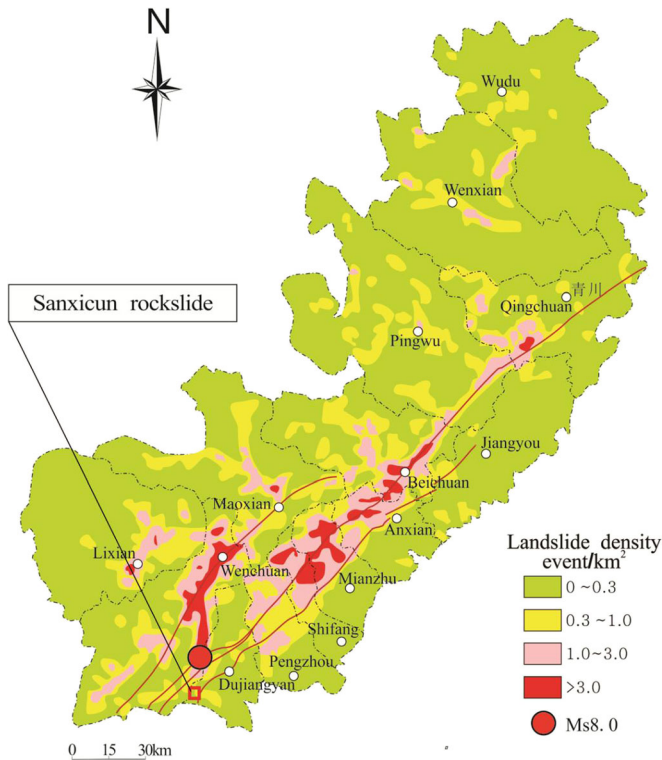 N
Wudu
Wenxian
Sanxicun rockslide
青川
Qingchuan
Pingwu
Jiangyou
Beichuan
Maoxian
Anxian
Lixian
Wenchuan
Mianzhu
Shifang
Pengzhou
Dujiangyan
Landslide density
event/km²
0~0.3
0.3~1.0
1.0~3.0
>3.0
Ms8.0
0 15 30km